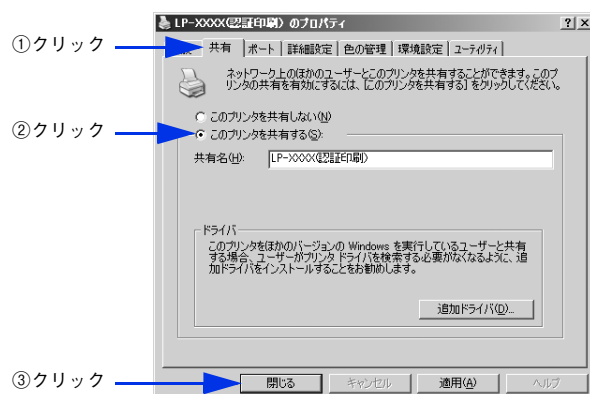 LP-XXXX(認証印刷) のプロパティ
①クリック
共有 ポート 詳細設定 色の管理 環境設定 ユーティリティ
ネットワーク上のほかのユーザーとこのプリンタを共有することができます。このプ
リンタの共有を有効にするには、[このプリンタを共有する] をクリックしてください。
このプリンタを共有しない(N)
②クリック
このプリンタを共有する(S):
共有名(H): LP-XXXX(認証印刷)
ドライバ
このプリンタをほかのバージョンの Windows を実行しているユーザーと共有
する場合、ユーザーがプリンタ ドライバを検索する必要がなくなるように、追
加ドライバをインストールすることをお勧めします。
追加ドライバ(D)...
③クリック
閉じる キャンセル 適用(A) ヘルプ